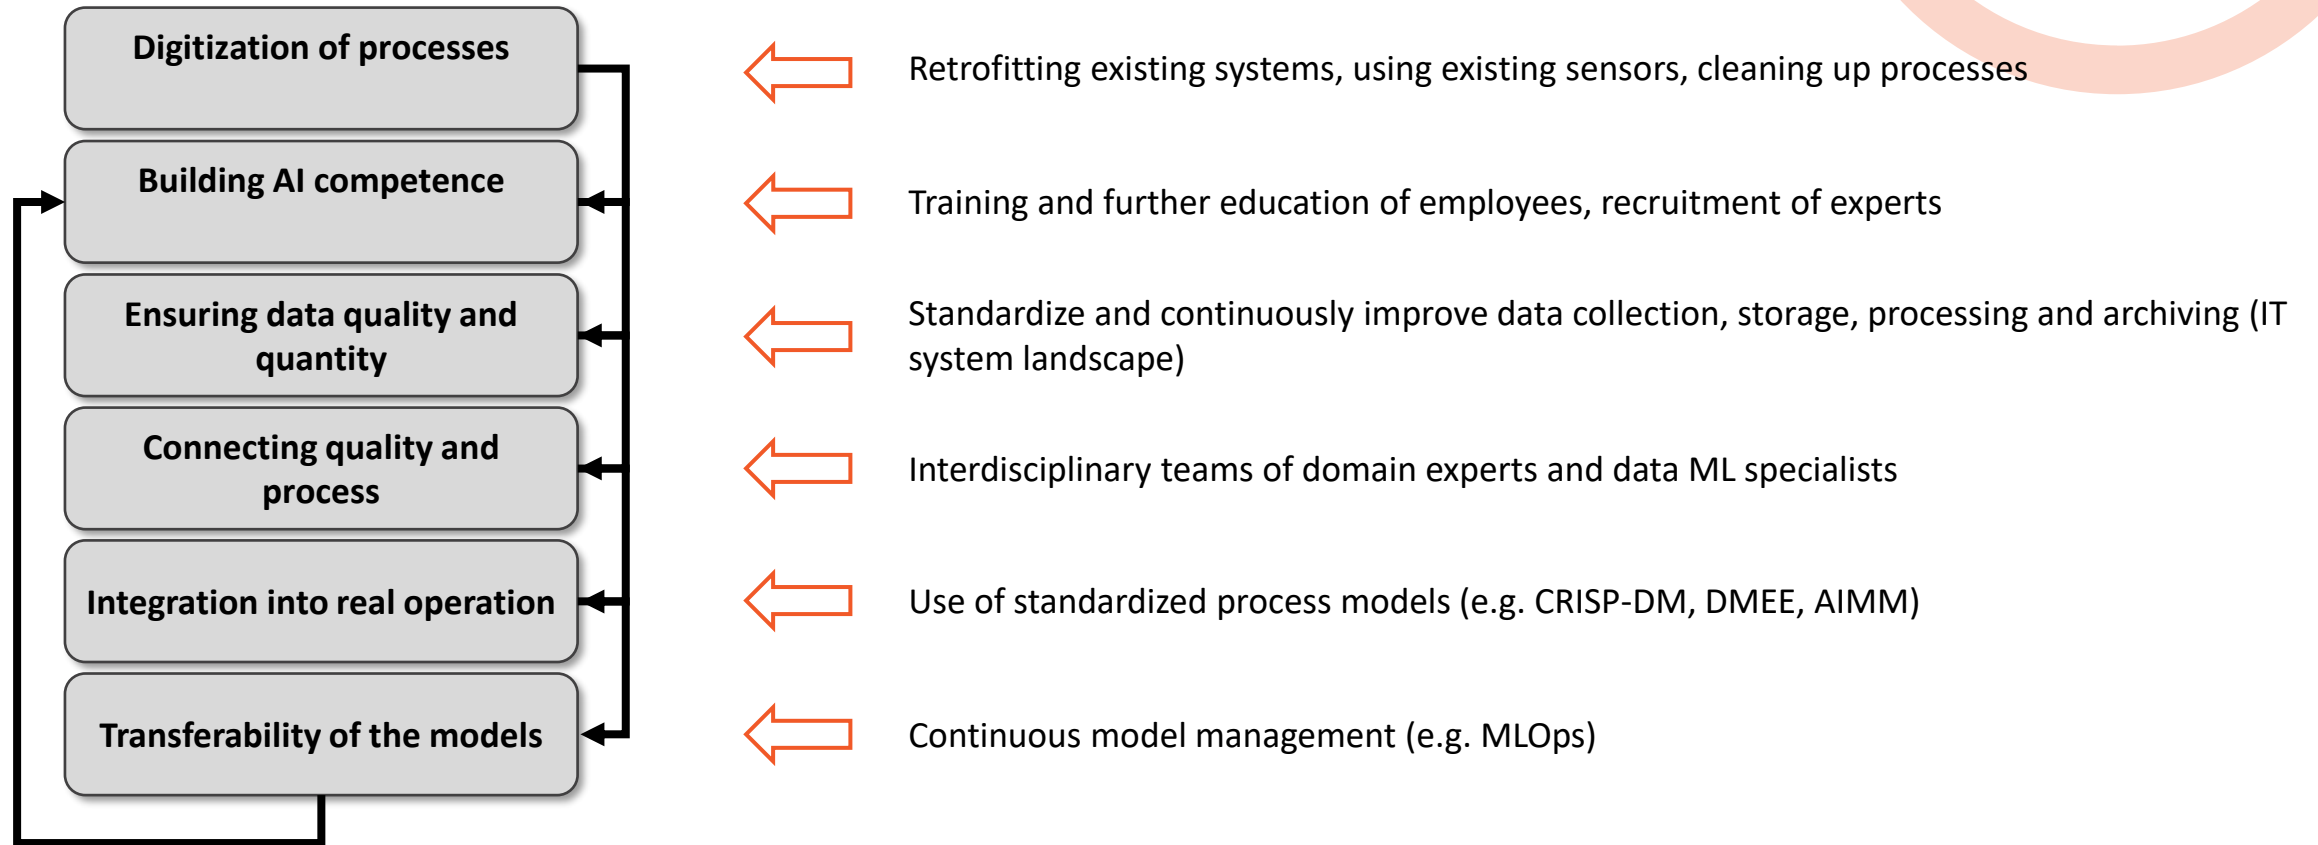 Digitization of processes
Retrofitting existing systems, using existing sensors, cleaning up processes
Building AI competence
Training and further education of employees, recruitment of experts
Ensuring data quality and
quantity
Standardize and continuously improve data collection, storage, processing and archiving (IT
system landscape)
Connecting quality and
process
Interdisciplinary teams of domain experts and data ML specialists
Integration into real operation
Use of standardized process models (e.g. CRISP-DM, DMEE, AIMM)
Transferability of the models
Continuous model management (e.g. MLOps)